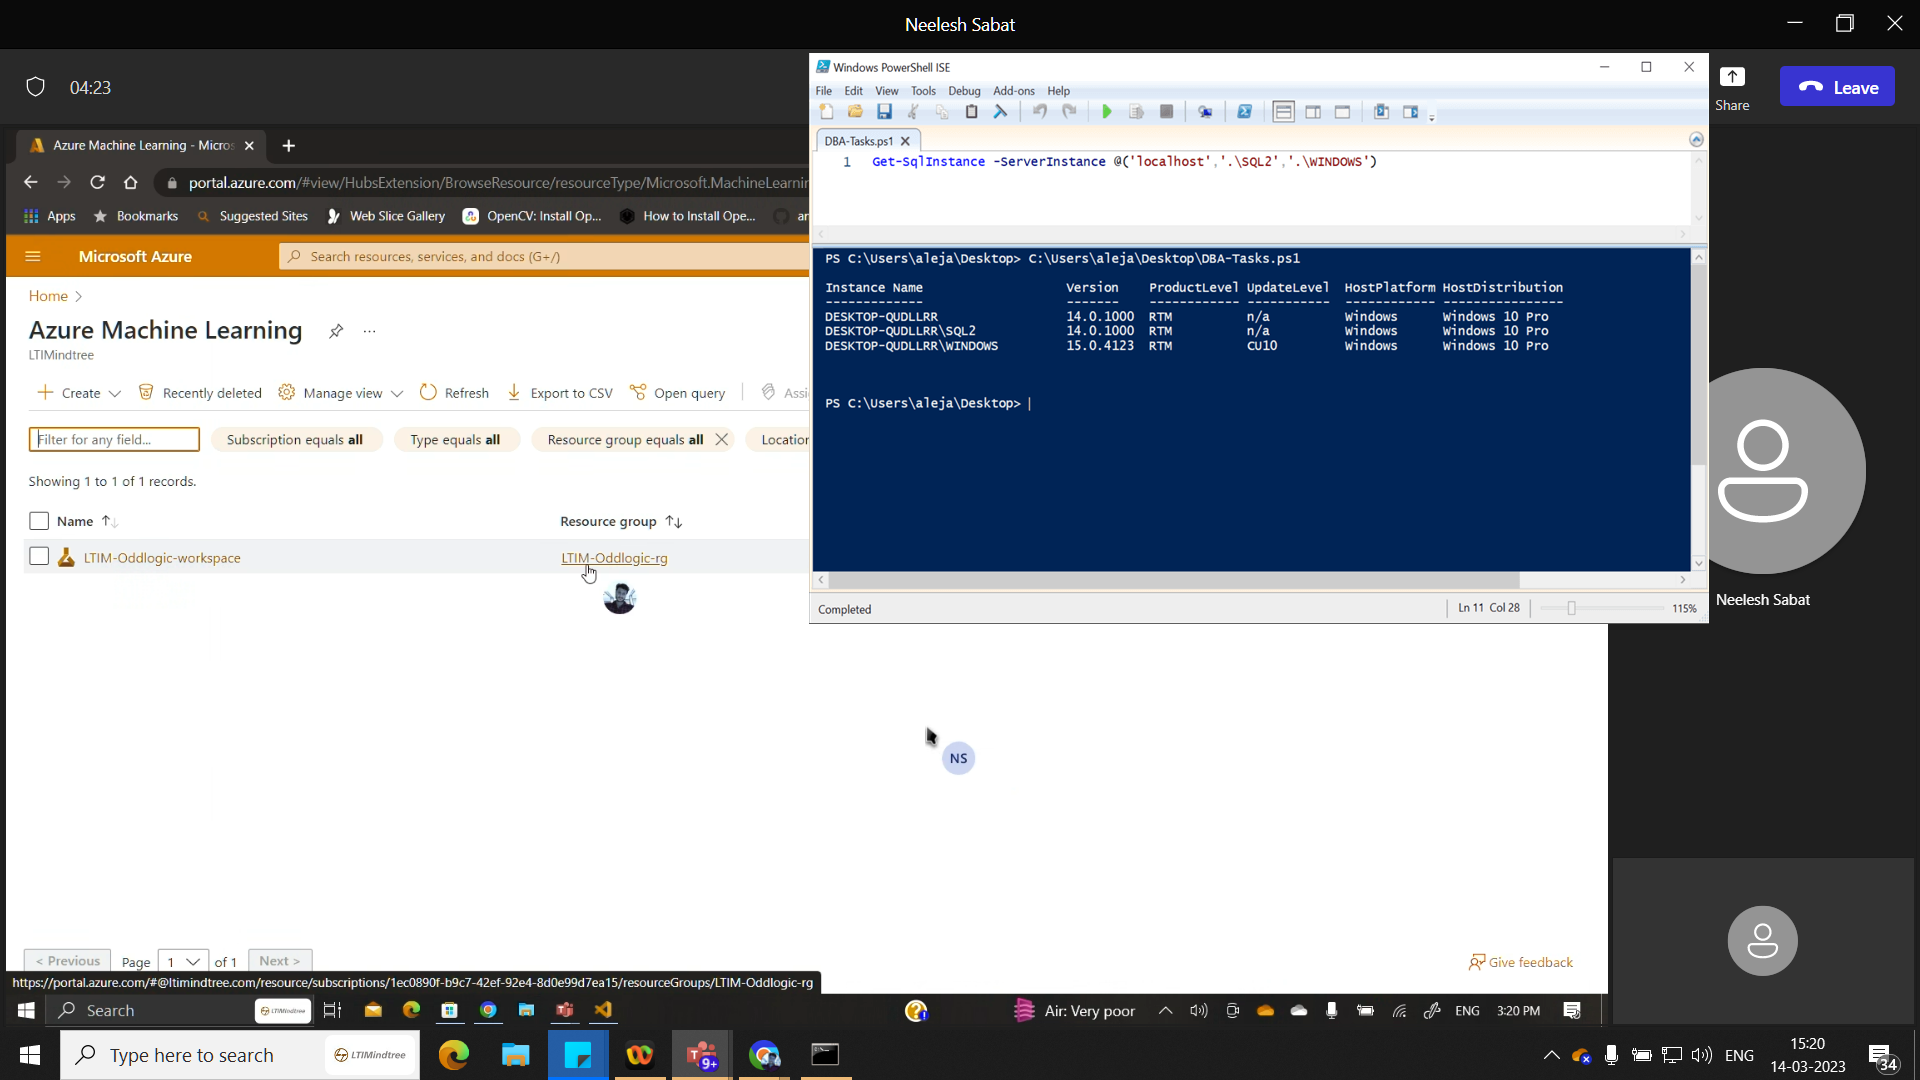 Neelesh Sabat
04:23
Share
Leave
Azure Machine Learning - Micros
portal.azure.com/#view/HubsExtension/BrowseResource/resourceType/Microsoft.MachineLearnin
Apps
Bookmarks
Suggested Sites
Web Slice Gallery
OpenCV: Install Op...
How to Install Ope...
an
Microsoft Azure
Search resources, services, and docs (G+/)
Home >
Azure Machine Learning
...
LTIMindtree
Create
Recently deleted
Manage view
Refresh
Export to CSV
Open query
Assi
Filter for any field...
Subscription equals all
Type equals all
Resource group equals all
Location
Showing 1 to 1 of 1 records.
Name
Resource group
LTIM-Oddlogic-workspace
LTIM-Oddlogic-rg
Windows PowerShell ISE
File Edit View Tools Debug Add-ons Help
DBA-Tasks.ps1
1 Get-SqlInstance -ServerInstance @('localhost','.\SQL2','.\WINDOWS')
PS C:\Users\aleja\Desktop> C:\Users\aleja\Desktop\DBA-Tasks.ps1
Instance Name Version ProductLevel UpdateLevel HostPlatform HostDistribution
------------- ------- ------------ ----------- ------------ ----------------
DESKTOP-QUDLLRR 14.0.1000 RTM n/a Windows Windows 10 Pro
DESKTOP-QUDLLRR\SQL2 14.0.1000 RTM n/a Windows Windows 10 Pro
DESKTOP-QUDLLRR\WINDOWS 15.0.4123 RTM CU10 Windows Windows 10 Pro
PS C:\Users\aleja\Desktop>
Completed
Ln 11 Col 28
115%
Neelesh Sabat
NS
< Previous
Page 1 of 1
Next >
Give feedback
https://portal.azure.com/#@ltimindtree.com/resource/subscriptions/1ec0890f-b9c7-42ef-92e4-8d0e99d7ea15/resourceGroups/LTIM-Oddlogic-rg
Search
LTIMindtree
Air: Very poor
ENG
3:20 PM
Type here to search
LTIMindtree
9+
ENG
15:20
14-03-2023
34